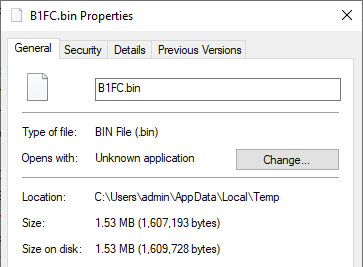 B1FC.bin Properties
General Security Details Previous Versions
B1FC.bin
Type of file: BIN File (.bin)
Opens with: Unknown application Change...
Location: C:\Users\admin\AppData\Local\Temp
Size: 1.53 MB (1,607,193 bytes)
Size on disk: 1.53 MB (1,609,728 bytes)